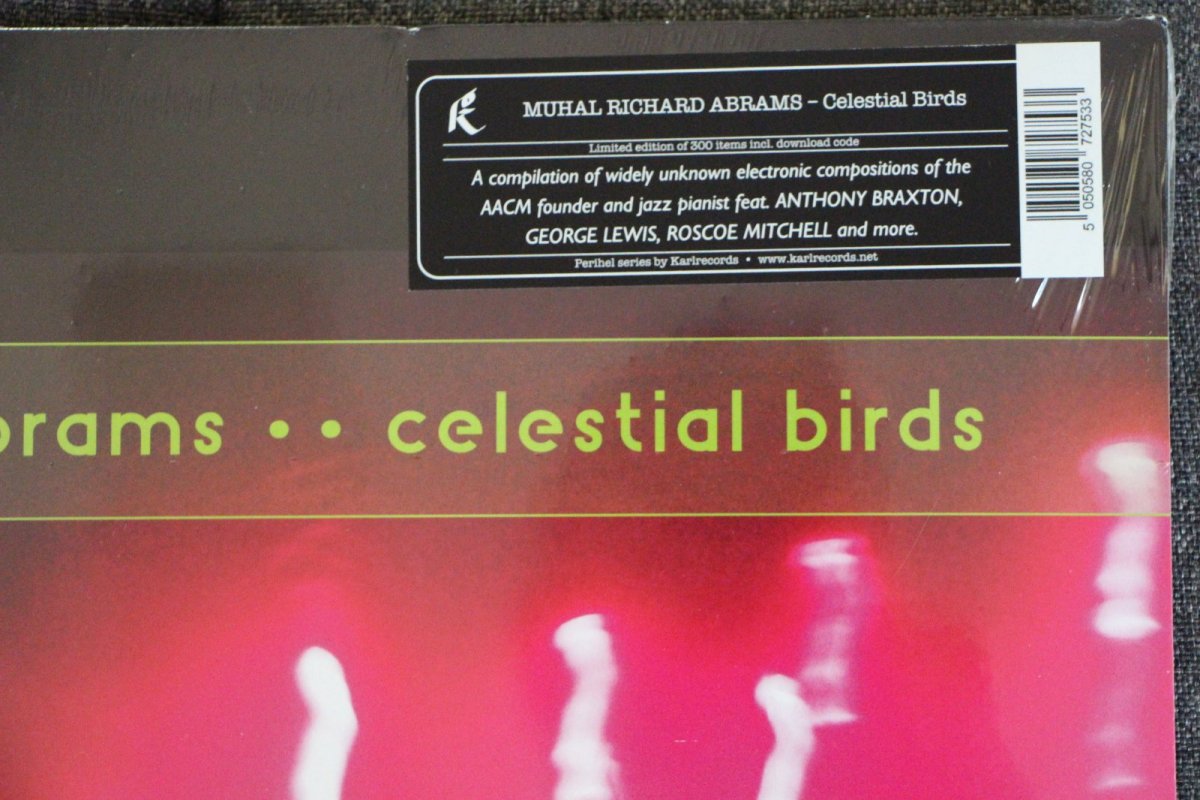 MUHAL RICHARD ABRAMS – Celestial Birds
Limited edition of 300 items incl. download code
A compilation of widely unknown electronic compositions of the
AACM founder and jazz pianist feat. ANTHONY BRAXTON,
GEORGE LEWIS, ROSCOE MITCHELL and more.
Perihel series by Karlrecords • www.karlrecords.net
5 050580 727533
brams •• celestial birds